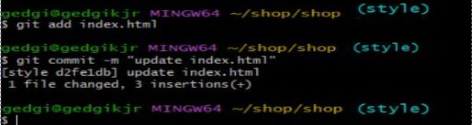 gedgi@gedgikjr MINGW64 ~/shop/shop (style)
$ git add index.html
gedgi@gedgikjr MINGW64 ~/shop/shop (style)
$ git commit -m "update index.html"
[style d2fe1db] update index.html
1 file changed, 3 insertions(+)
gedgi@gedgikjr MINGW64 ~/shop/shop (style)
$